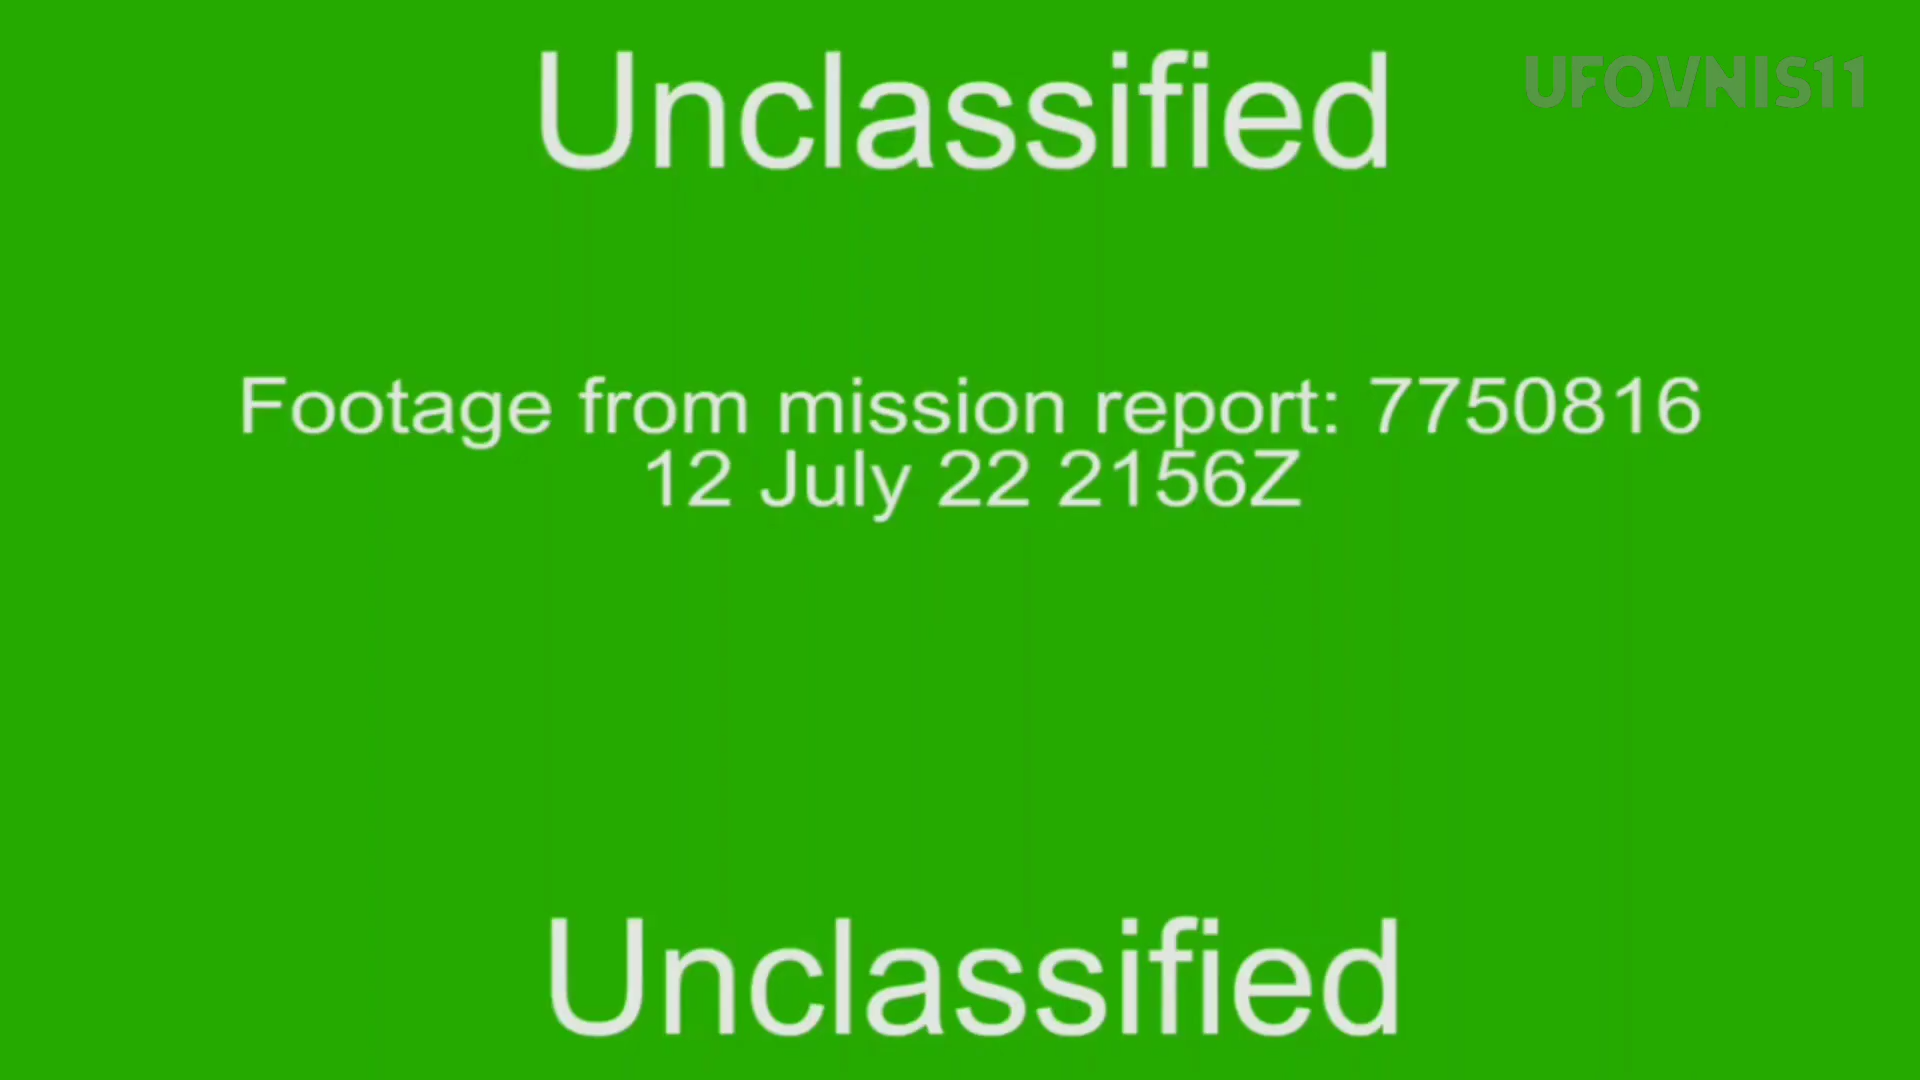 Unclassified
UFOVNIS11
Footage from mission report: 7750816
12 July 22 2156Z
Unclassified